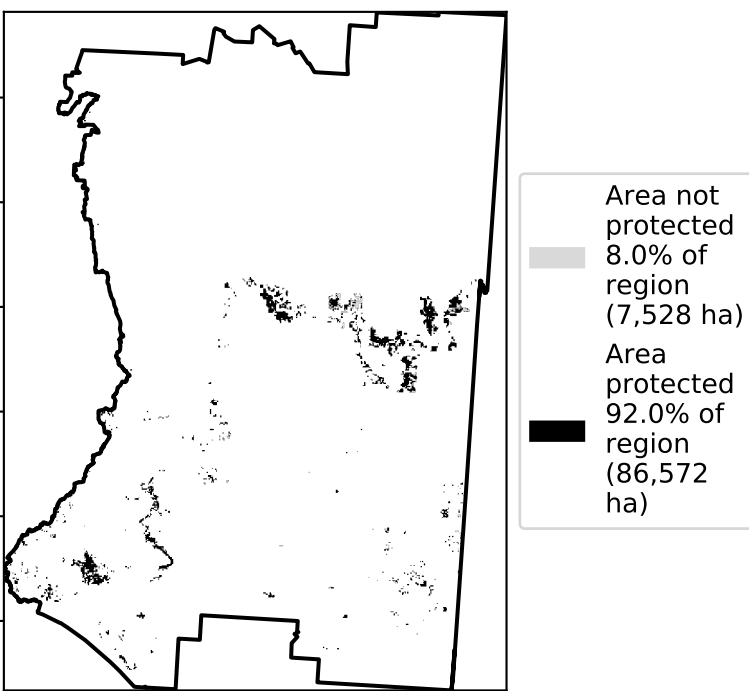 Area not
protected
8.0% of
region
(7,528 ha)
Area
protected
92.0% of
region
(86,572
ha)